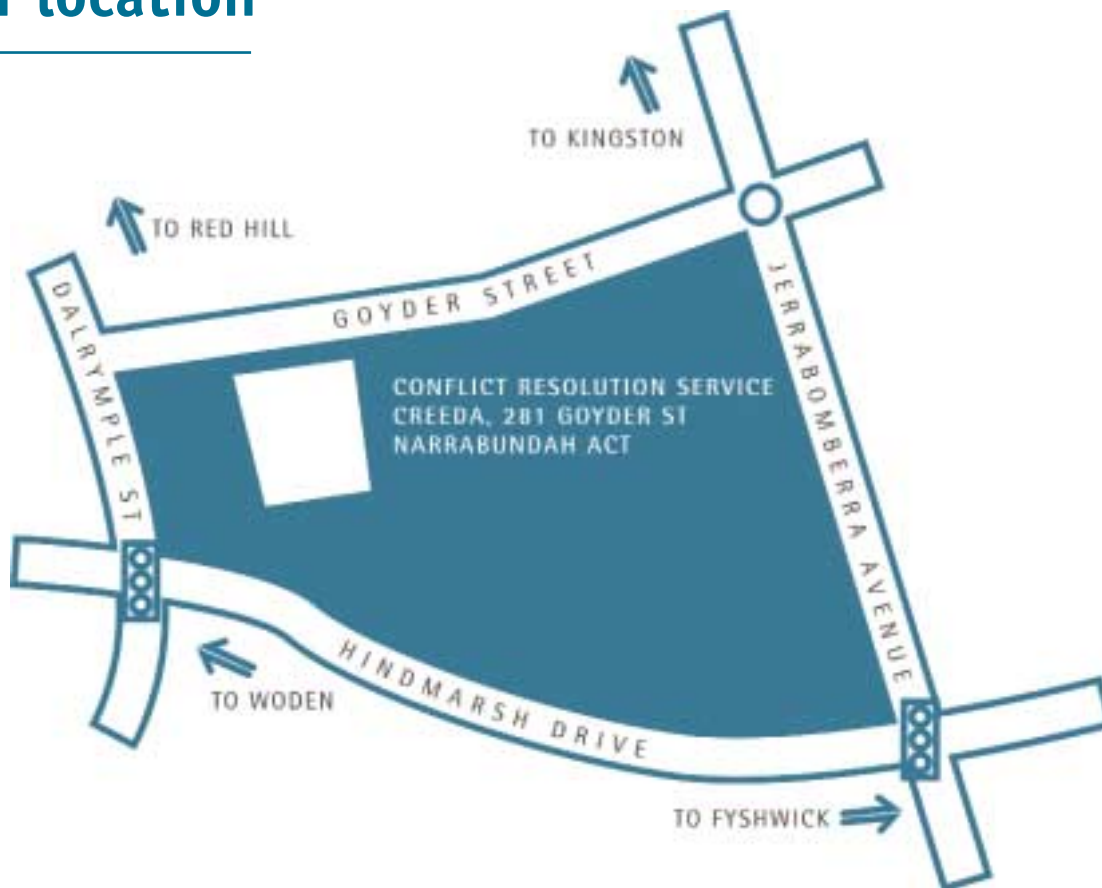 location
TO KINGSTON
TO RED HILL
GOYDER STREET
DALRYMPLE ST
JERRABOMBERRA AVENUE
CONFLICT RESOLUTION SERVICE
CREEDA, 281 GOYDER ST
NARRABUNDAH ACT
HINDMARSH DRIVE
TO WODEN
TO FYSHWICK